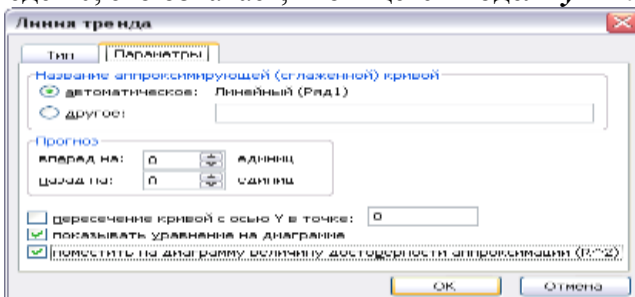 Линия тренда
Тип Параметры
Название аппроксимирующей (сглаженной) кривой
автоматическое: Линейный (Ряд1)
другое:
Прогноз
вперед на: 0 единиц
назад на: 0 единиц
пересечение кривой с осью Y в точке: 0
показывать уравнение на диаграмме
поместить на диаграмму величину достоверности аппроксимации (R^2)
ОК Отмена